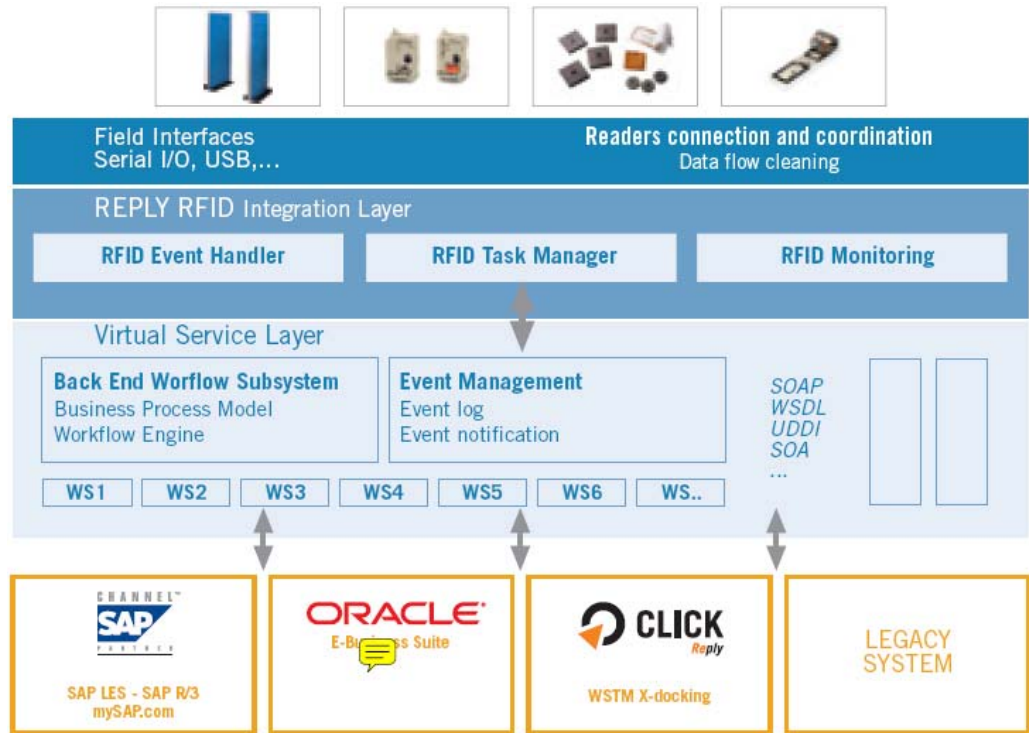 Field Interfaces
Serial I/O, USB,...
Readers connection and coordination
Data flow cleaning
REPLY RFID Integration Layer
RFID Event Handler
RFID Task Manager
RFID Monitoring
Virtual Service Layer
Back End Worflow Subsystem
Business Process Model
Workflow Engine
Event Management
Event log
Event notification
SOAP
WSDL
UDDI
SOA
...
WS1
WS2
WS3
WS4
WS5
WS6
WS..
CHANNEL™
SAP
PARTNER
SAP LES - SAP R/3
mySAP.com
ORACLE®
E-Business Suite
CLICK
Reply
WSTM X-docking
LEGACY
SYSTEM